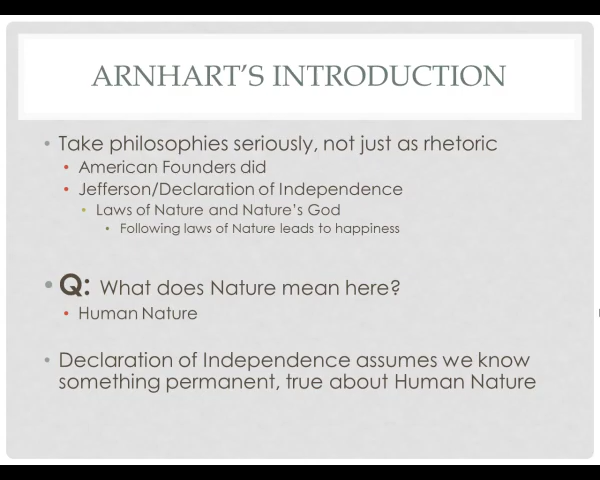 ARNHART'S INTRODUCTION
• Take philosophies seriously, not just as rhetoric
• American Founders did
• Jefferson/Declaration of Independence
• Laws of Nature and Nature's God
• Following laws of Nature leads to happiness
• Q: What does Nature mean here?
• Human Nature
• Declaration of Independence assumes we know
something permanent, true about Human Nature